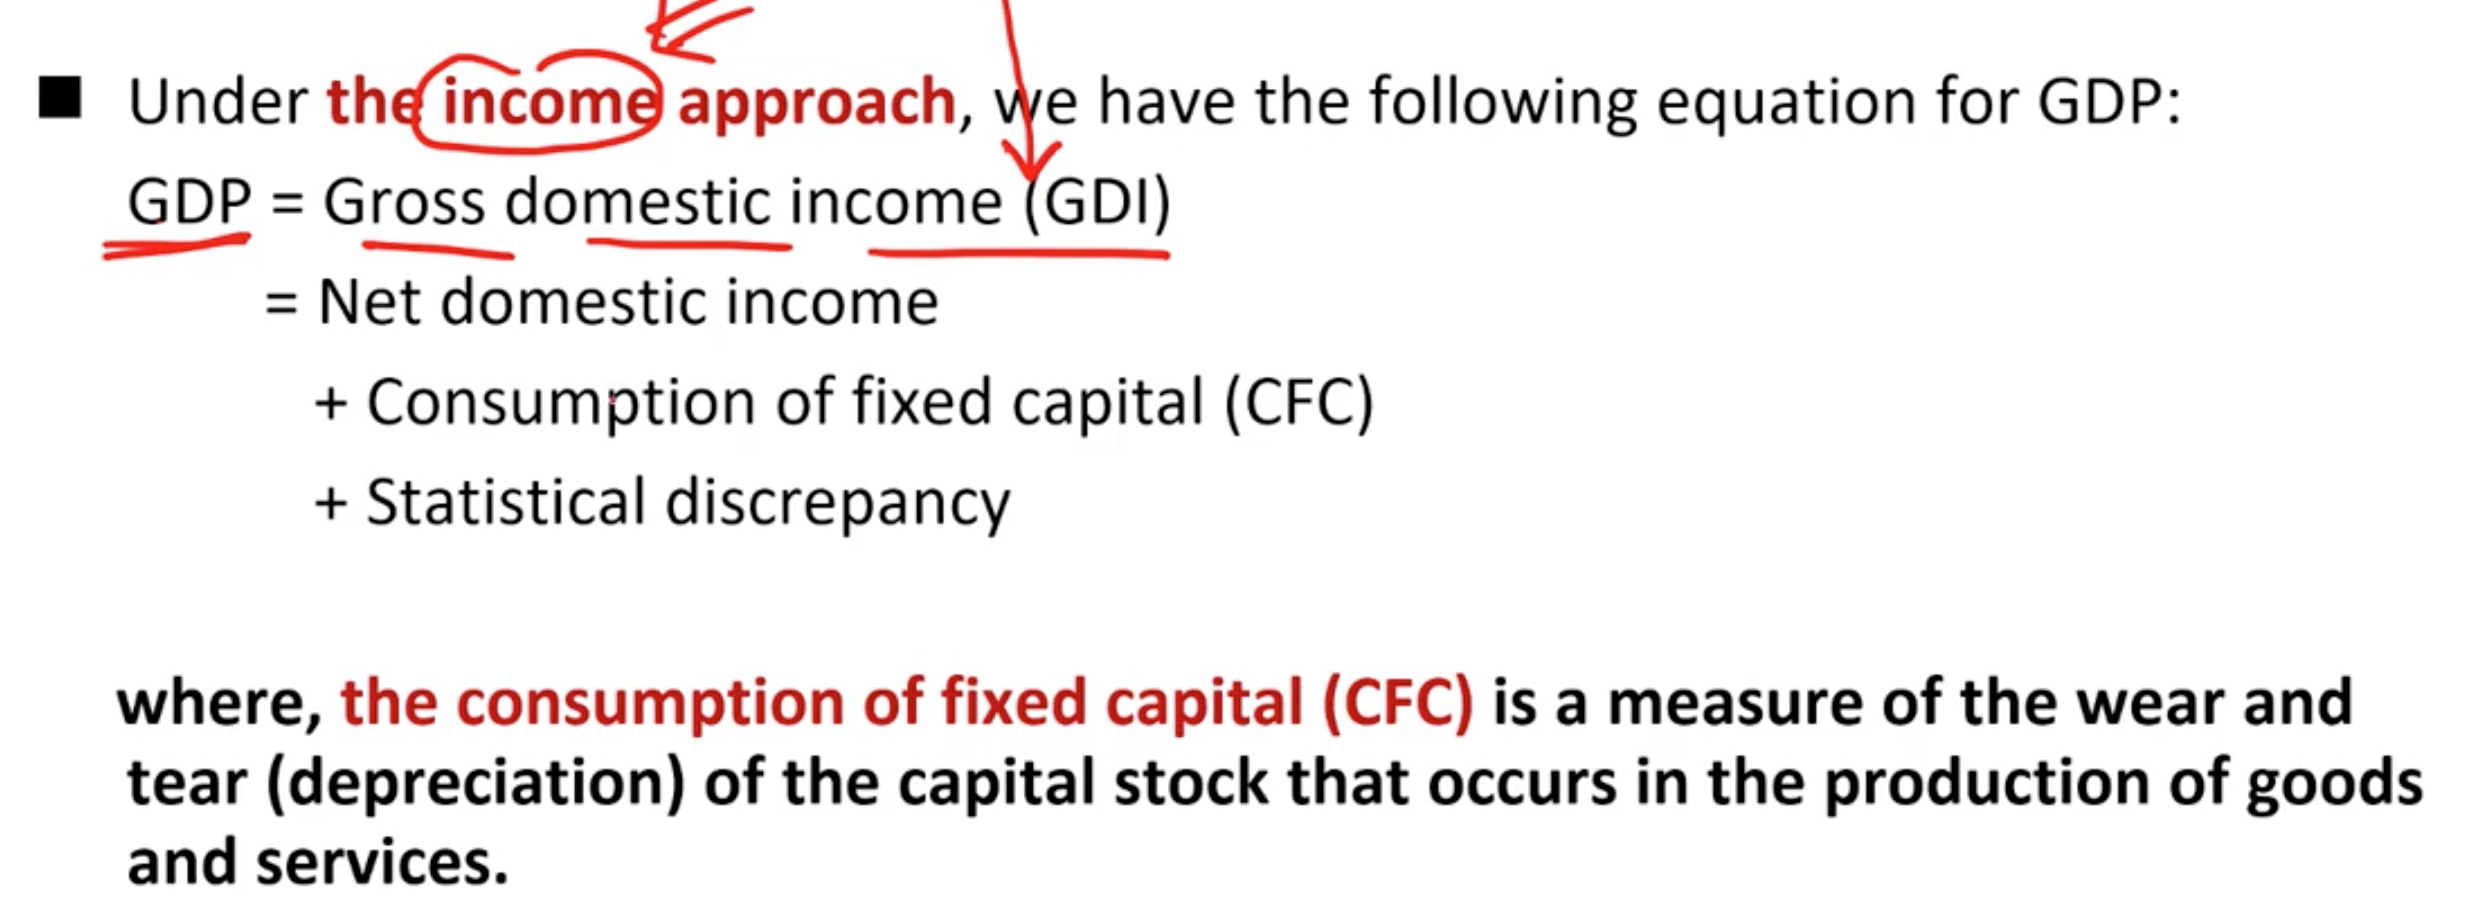 ■ Under the income approach, we have the following equation for GDP:
GDP = Gross domestic income (GDI)
= Net domestic income
+ Consumption of fixed capital (CFC)
+ Statistical discrepancy
where, the consumption of fixed capital (CFC) is a measure of the wear and
tear (depreciation) of the capital stock that occurs in the production of goods
and services.